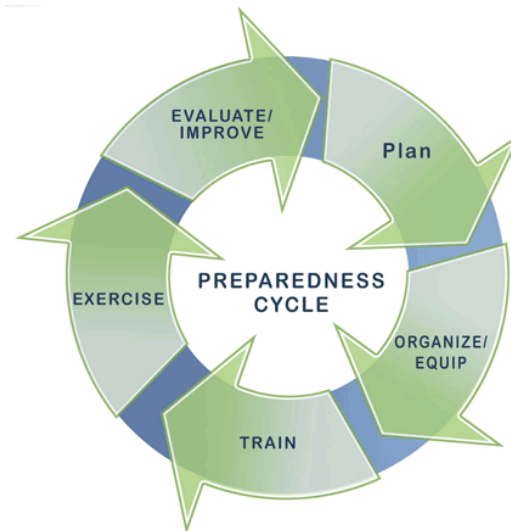 EVALUATE/
IMPROVE
Plan
PREPAREDNESS
CYCLE
EXERCISE
ORGANIZE/
EQUIP
TRAIN